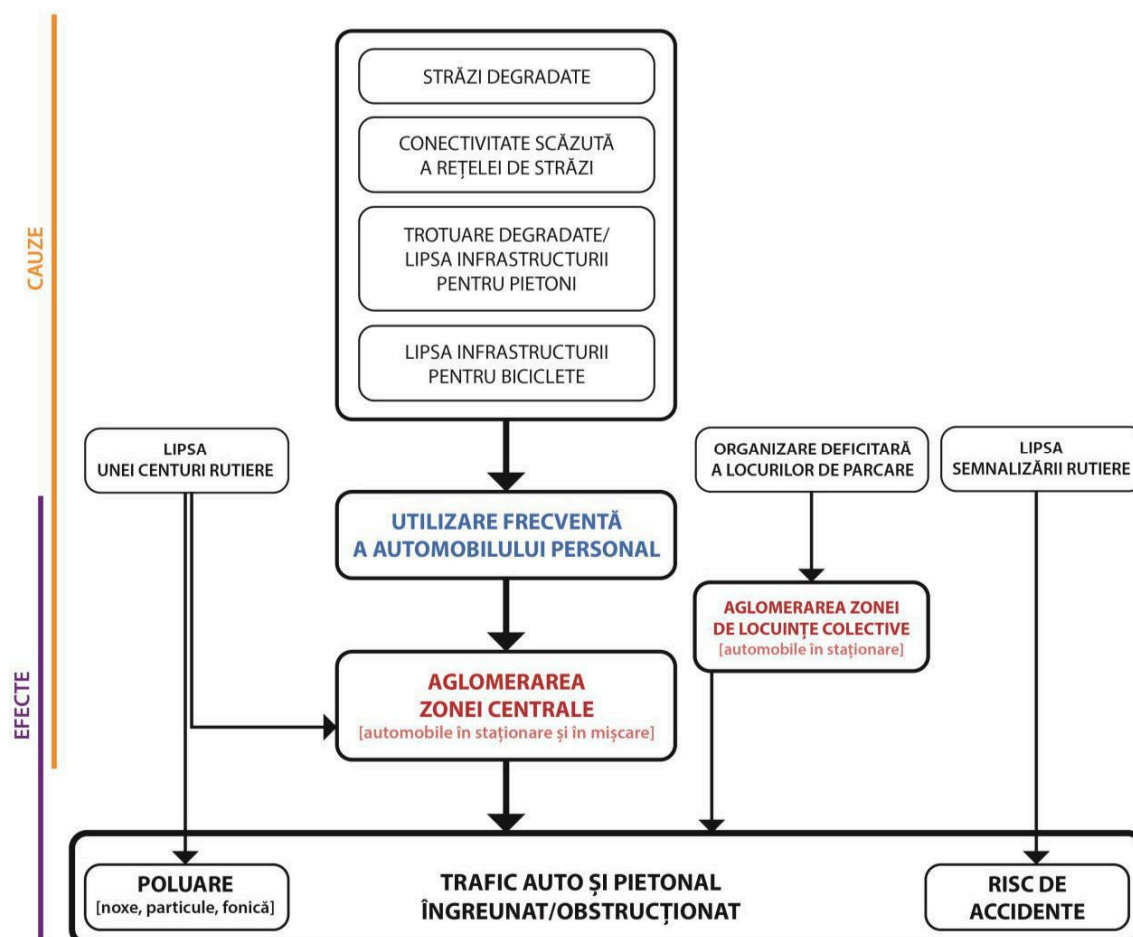 STRĂZI DEGRADATE
CONECTIVITATE SCĂZUTĂ
A REȚELEI DE STRĂZI
TROTUARE DEGRADATE/
LIPSA INFRASTRUCTURII
PENTRU PIETONI
LIPSA INFRASTRUCTURII
PENTRU BICICLETE
CAUZE
LIPSA
UNEI CENTURI RUTIERE
ORGANIZARE DEFICITARĂ
A LOCURILOR DE PARCARE
LIPSA
SEMNALIZĂRII RUTIERE
UTILIZARE FRECVENTĂ
A AUTOMOBILULUI PERSONAL
AGLOMERAREA ZONEI
DE LOCUINȚE COLECTIVE
[automobile în staționare]
EFECTE
AGLOMERAREA
ZONEI CENTRALE
[automobile în staționare și în mișcare]
POLUARE
[noxe, particule, fonică]
TRAFIC AUTO ȘI PIETONAL
ÎNGREUNAT/OBSTRUCȚIONAT
RISC DE
ACCIDENTE